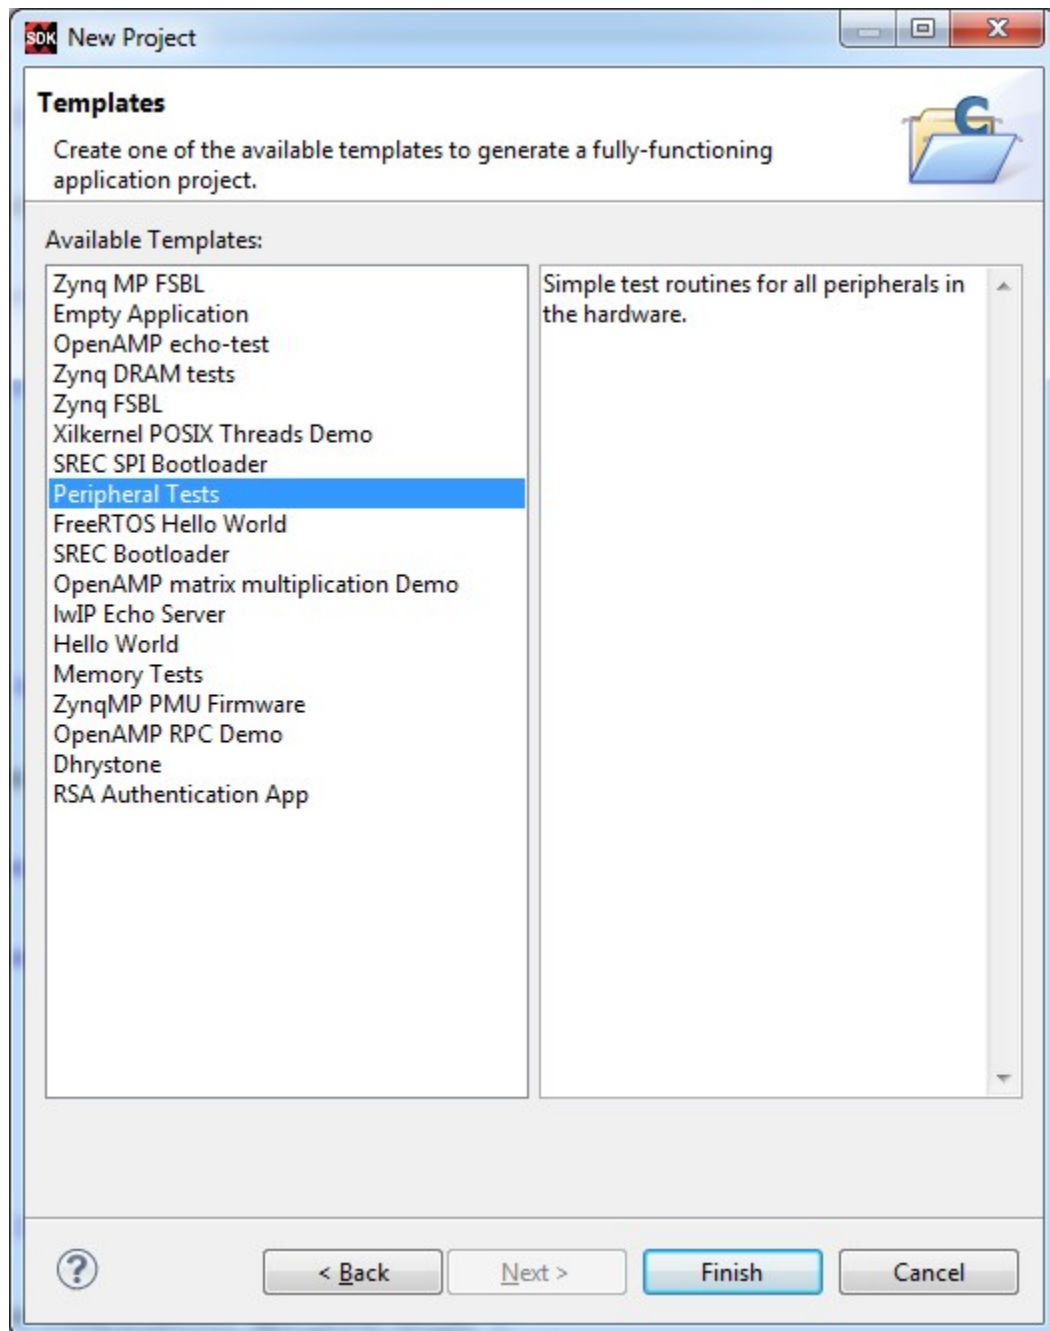 SDK New Project
Templates
Create one of the available templates to generate a fully-functioning
application project.
C
Available Templates:
Zynq MP FSBL
Empty Application
OpenAMP echo-test
Zynq DRAM tests
Zynq FSBL
Xilkernel POSIX Threads Demo
SREC SPI Bootloader
Peripheral Tests
FreeRTOS Hello World
SREC Bootloader
OpenAMP matrix multiplication Demo
lwIP Echo Server
Hello World
Memory Tests
ZynqMP PMU Firmware
OpenAMP RPC Demo
Dhrystone
RSA Authentication App
Simple test routines for all peripherals in
the hardware.
? < Back Next > Finish Cancel